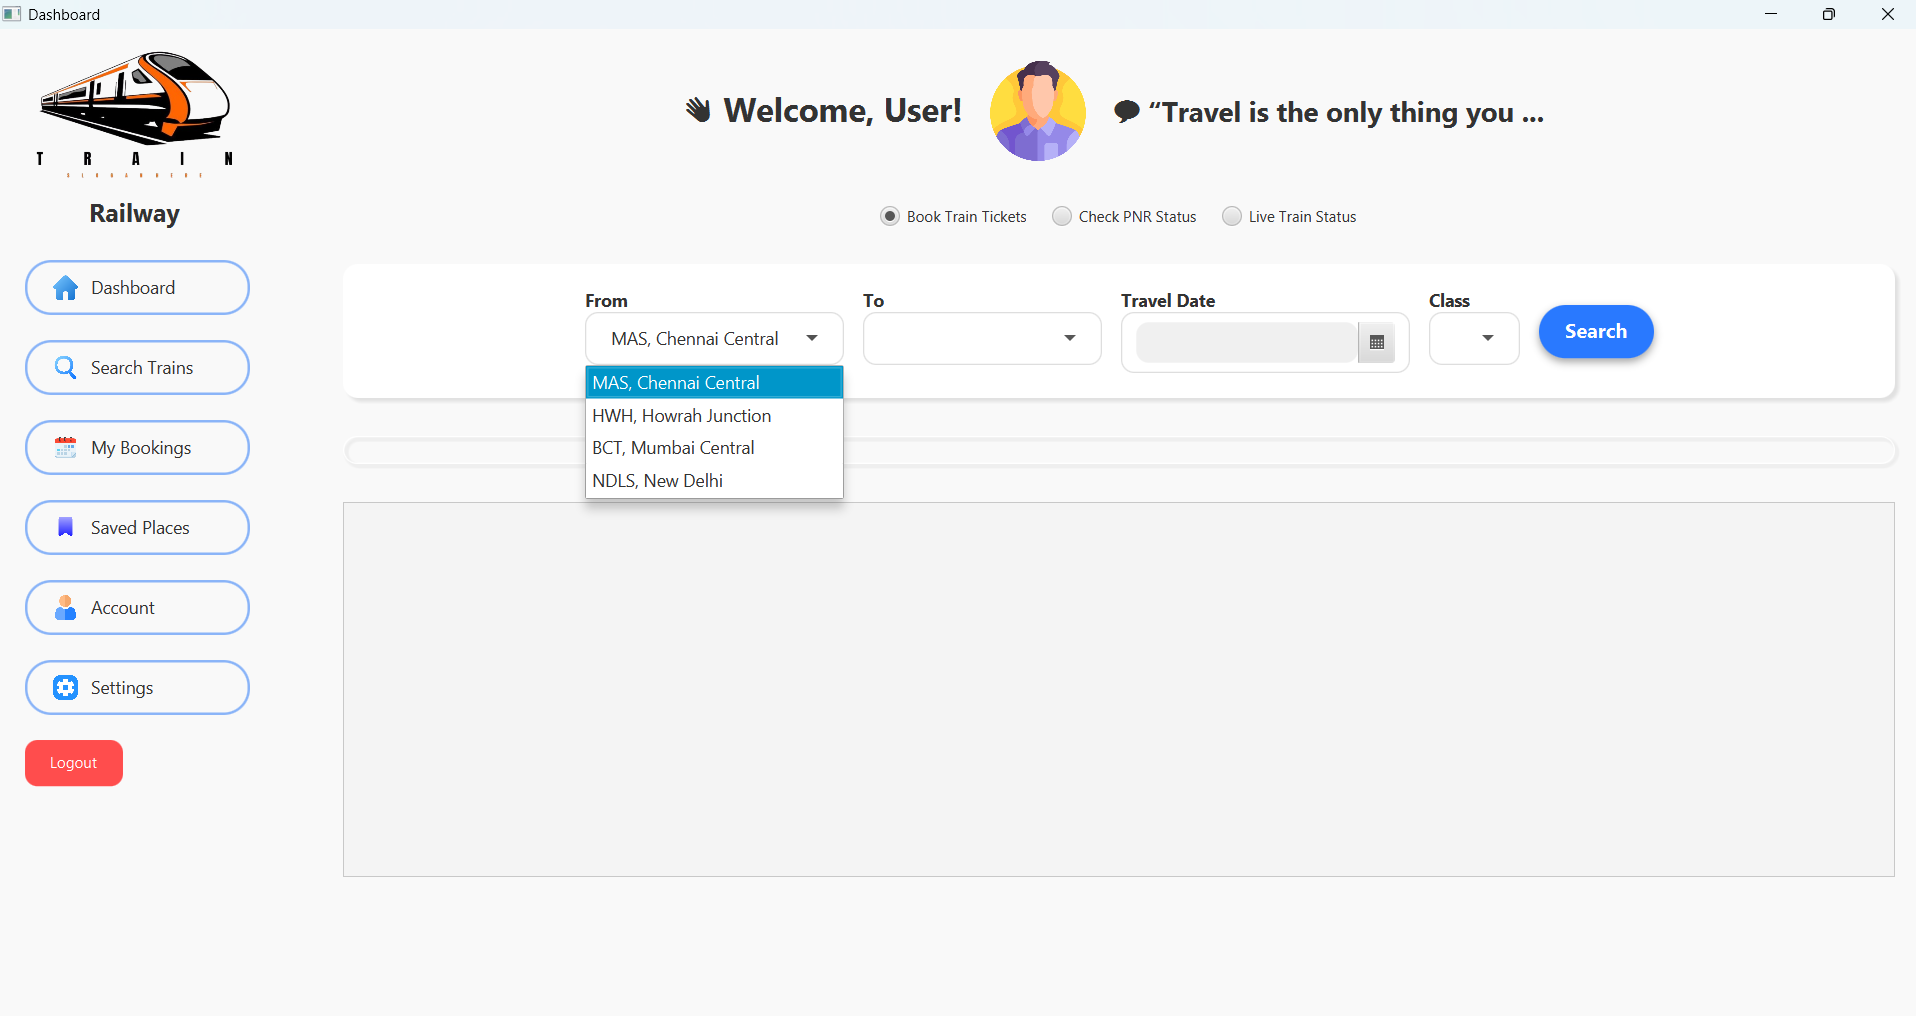 Dashboard
T R A I N
Railway
Dashboard
Search Trains
My Bookings
Saved Places
Account
Settings
Logout
Welcome, User!
“Travel is the only thing you ...
Book Train Tickets
Check PNR Status
Live Train Status
From
To
Travel Date
Class
MAS, Chennai Central
Search
MAS, Chennai Central
HWH, Howrah Junction
BCT, Mumbai Central
NDLS, New Delhi